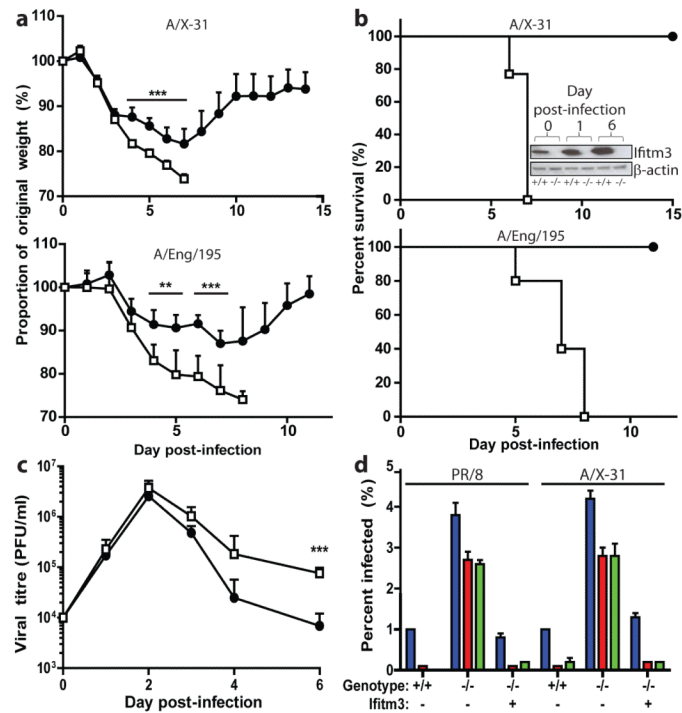 a
A/X-31
110
100
90
80
70
0 5 10 15
Proportion of original weight (%)
***
A/Eng/195
110
100
90
80
70
0 5 10
** ***
Day post-infection
b
A/X-31
100
80
60
40
20
0
0 5 10 15
Percent survival (%)
Day
post-infection
0 1 6
Ifitm3
β-actin
+/+ -/- +/+ -/- +/+ -/-
A/Eng/195
100
80
60
40
20
0
0 5 10
Day post-infection
c
10⁷
10⁶
10⁵
10⁴
10³
0 2 4 6
Viral titre (PFU/ml)
***
Day post-infection
d
PR/8 A/X-31
5
4
3
2
1
0
Percent infected (%)
Genotype: +/+ -/- -/- +/+ -/- -/-
Ifitm3: - - + - - +